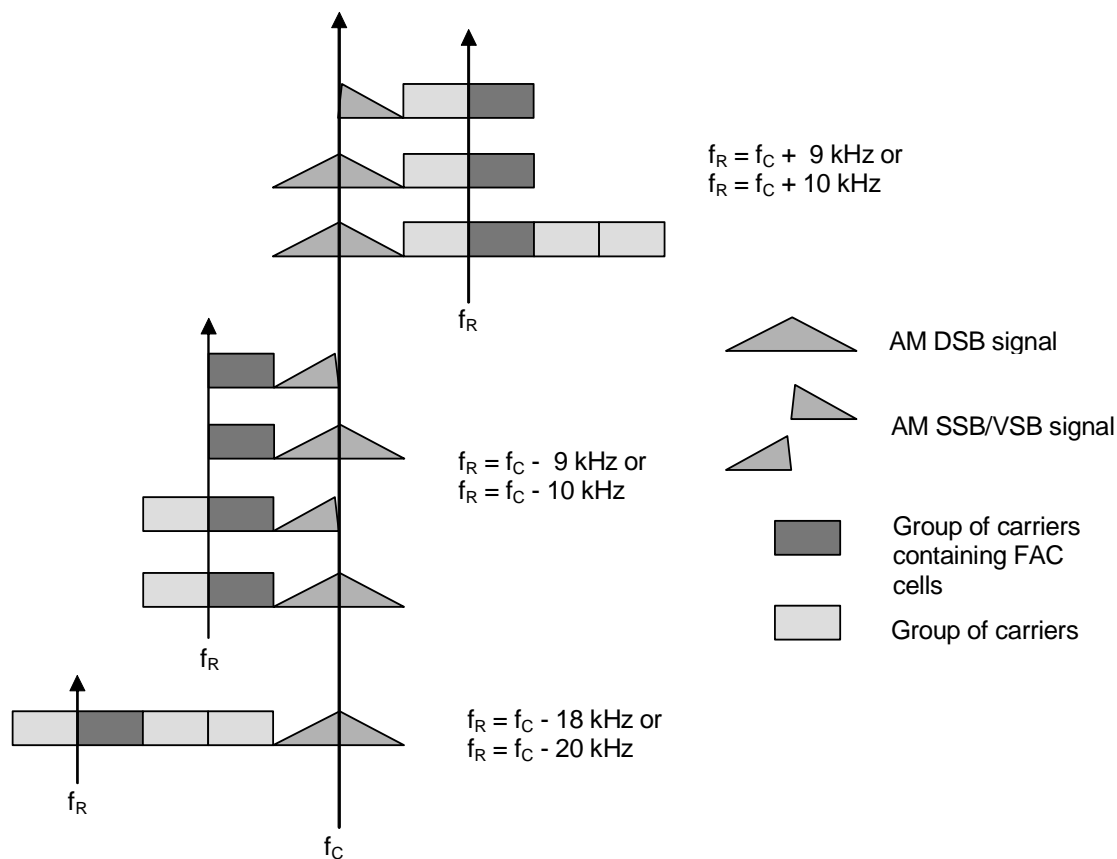 f_R = f_C + 9 kHz or
f_R = f_C + 10 kHz
f_R
AM DSB signal
AM SSB/VSB signal
f_R = f_C - 9 kHz or
f_R = f_C - 10 kHz
Group of carriers
containing FAC
cells
Group of carriers
f_R
f_R = f_C - 18 kHz or
f_R = f_C - 20 kHz
f_R
f_C